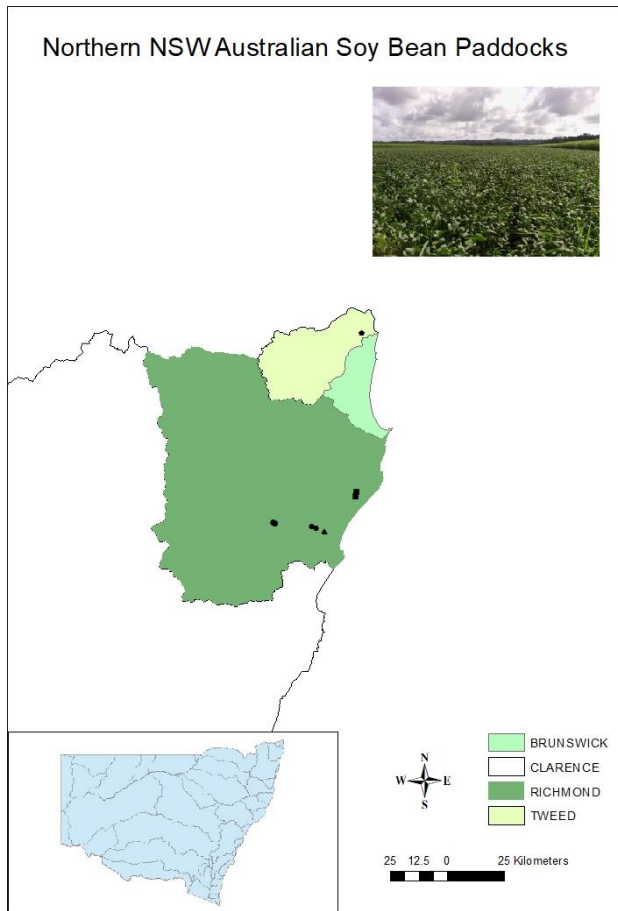 Northern NSW Australian Soy Bean Paddocks
N
W E
S
BRUNSWICK
CLARENCE
RICHMOND
TWEED
25 12.5 0 25 Kilometers